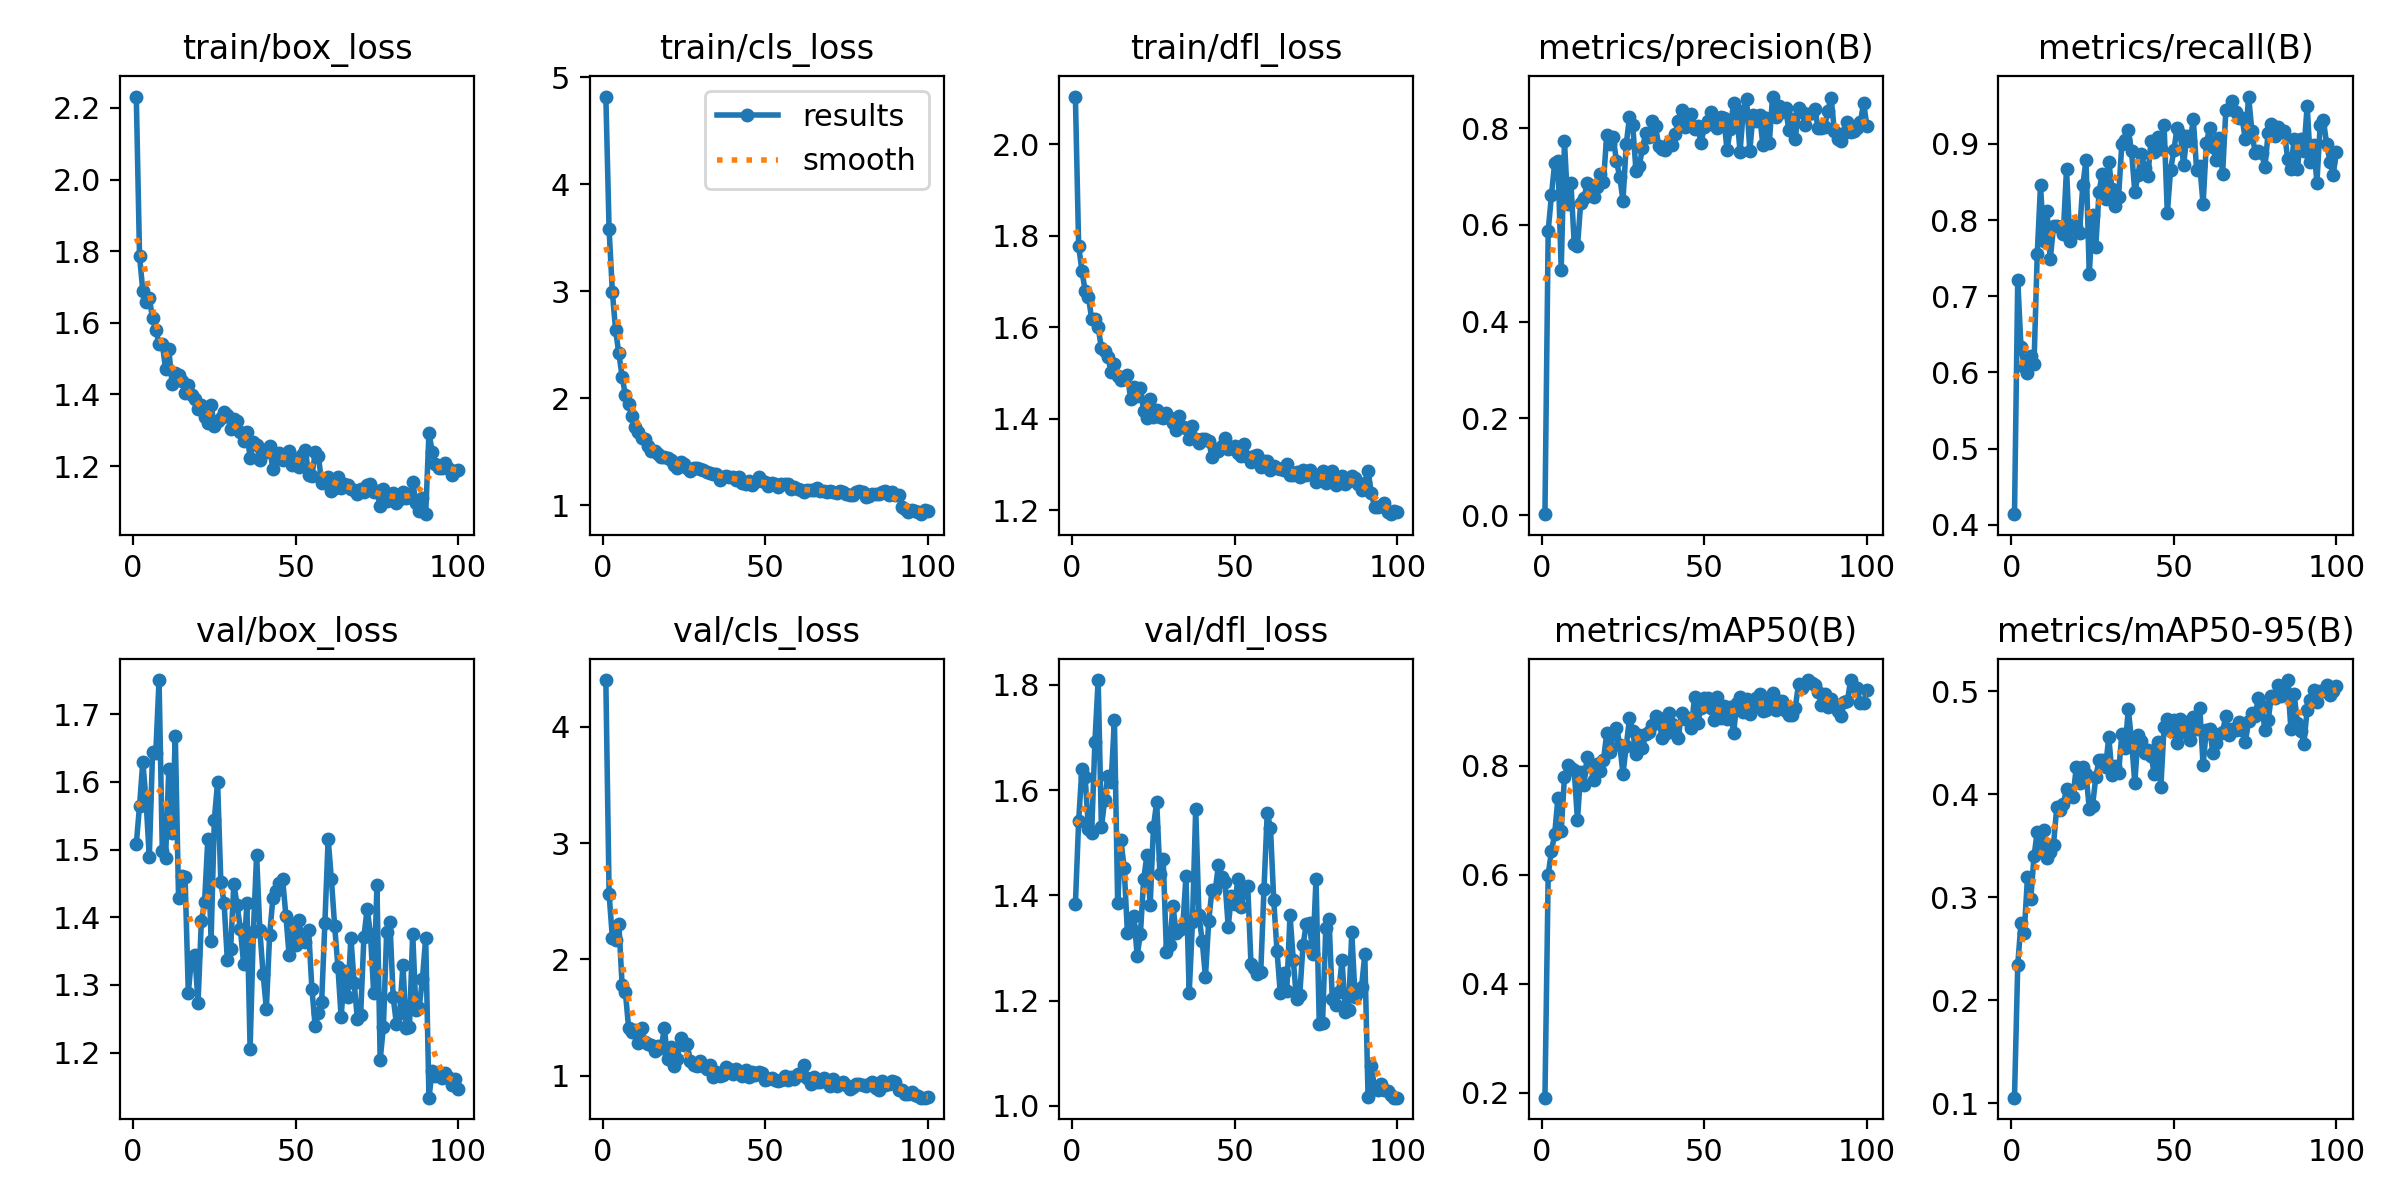 train/box_loss
2.2
2.0
1.8
1.6
1.4
1.2
0 50 100
train/cls_loss
5
4
3
2
1
0 50 100
results
smooth
train/dfl_loss
2.0
1.8
1.6
1.4
1.2
0 50 100
metrics/precision(B)
0.8
0.6
0.4
0.2
0.0
0 50 100
metrics/recall(B)
0.9
0.8
0.7
0.6
0.5
0.4
0 50 100
val/box_loss
1.7
1.6
1.5
1.4
1.3
1.2
0 50 100
val/cls_loss
4
3
2
1
0 50 100
val/dfl_loss
1.8
1.6
1.4
1.2
1.0
0 50 100
metrics/mAP50(B)
0.8
0.6
0.4
0.2
0 50 100
metrics/mAP50-95(B)
0.5
0.4
0.3
0.2
0.1
0 50 100